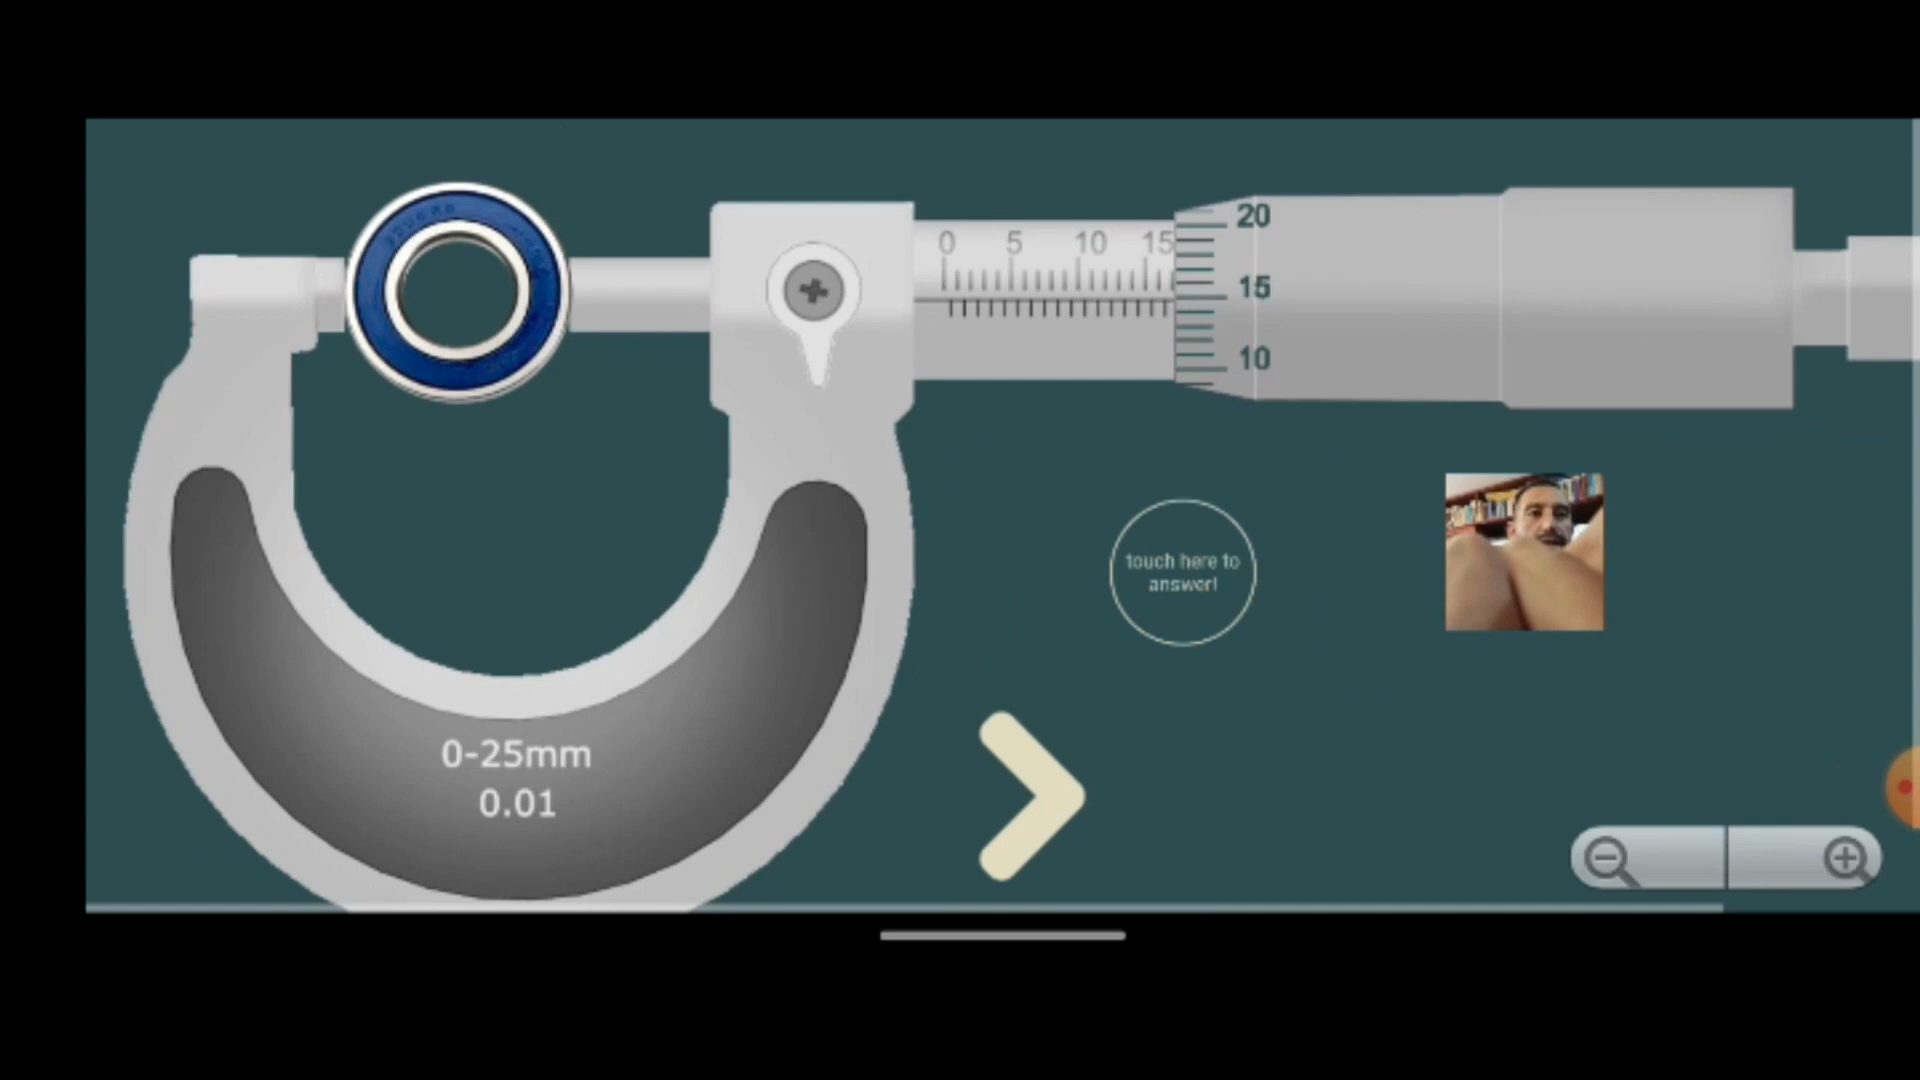 0 5 10 15
20
15
10
touch here to
answer!
0-25mm
0.01